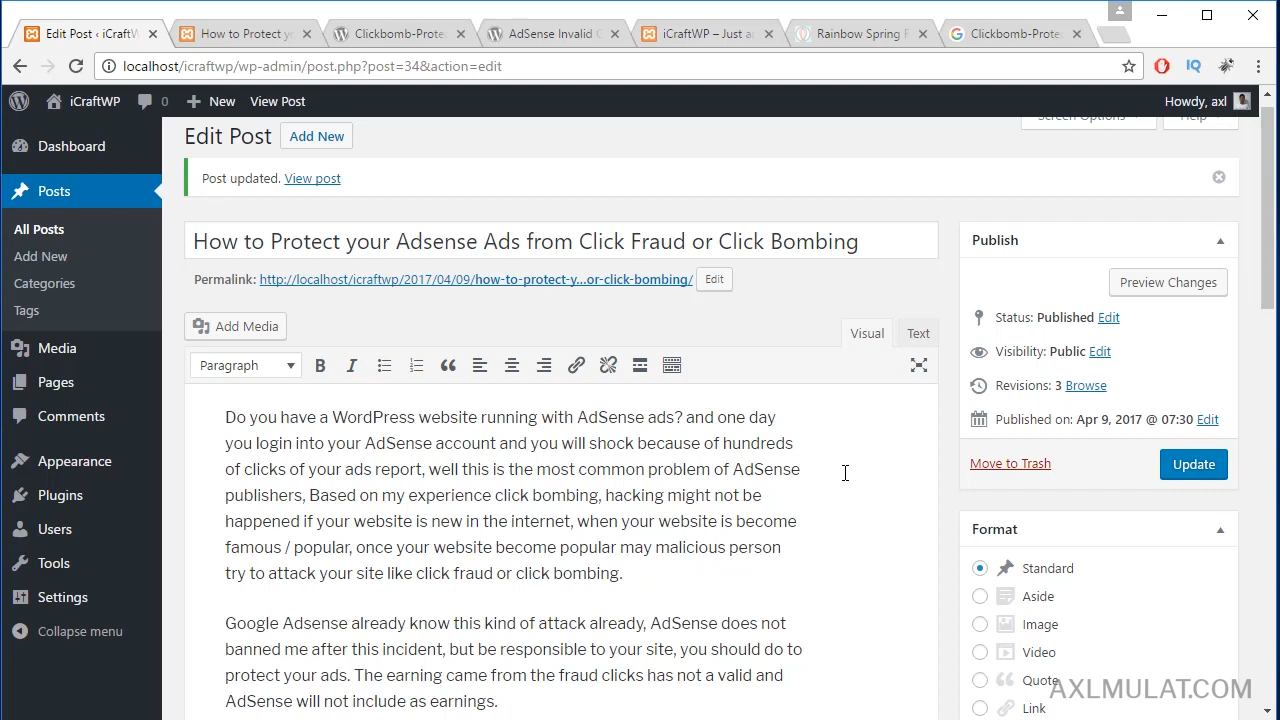 Edit Post ‹ iCraftW
How to Protect y
Clickbomb-Prote
AdSense Invalid C
iCraftWP – Just a
Rainbow Spring F
Clickbomb-Prote
localhost/icraftwp/wp-admin/post.php?post=34&action=edit
IQ
iCraftWP
0
New
View Post
Howdy, axl
Dashboard
Posts
All Posts
Add New
Categories
Tags
Media
Pages
Comments
Appearance
Plugins
Users
Tools
Settings
Collapse menu
Edit Post
Add New
Screen Options
Help
Post updated. View post
How to Protect your Adsense Ads from Click Fraud or Click Bombing
Permalink: http://localhost/icraftwp/2017/04/09/how-to-protect-y...or-click-bombing/ Edit
Add Media
Visual
Text
Paragraph
B
I
Do you have a WordPress website running with AdSense ads? and one day
you login into your AdSense account and you will shock because of hundreds
of clicks of your ads report, well this is the most common problem of AdSense
publishers, Based on my experience click bombing, hacking might not be
happened if your website is new in the internet, when your website is become
famous / popular, once your website become popular may malicious person
try to attack your site like click fraud or click bombing.
Google Adsense already know this kind of attack already, AdSense does not
banned me after this incident, but be responsible to your site, you should do to
protect your ads. The earning came from the fraud clicks has not a valid and
AdSense will not include as earnings.
Publish
Preview Changes
Status: Published Edit
Visibility: Public Edit
Revisions: 3 Browse
Published on: Apr 9, 2017 @ 07:30 Edit
Move to Trash
Update
Format
Standard
Aside
Image
Video
Quote
Link
AXLMULAT.COM